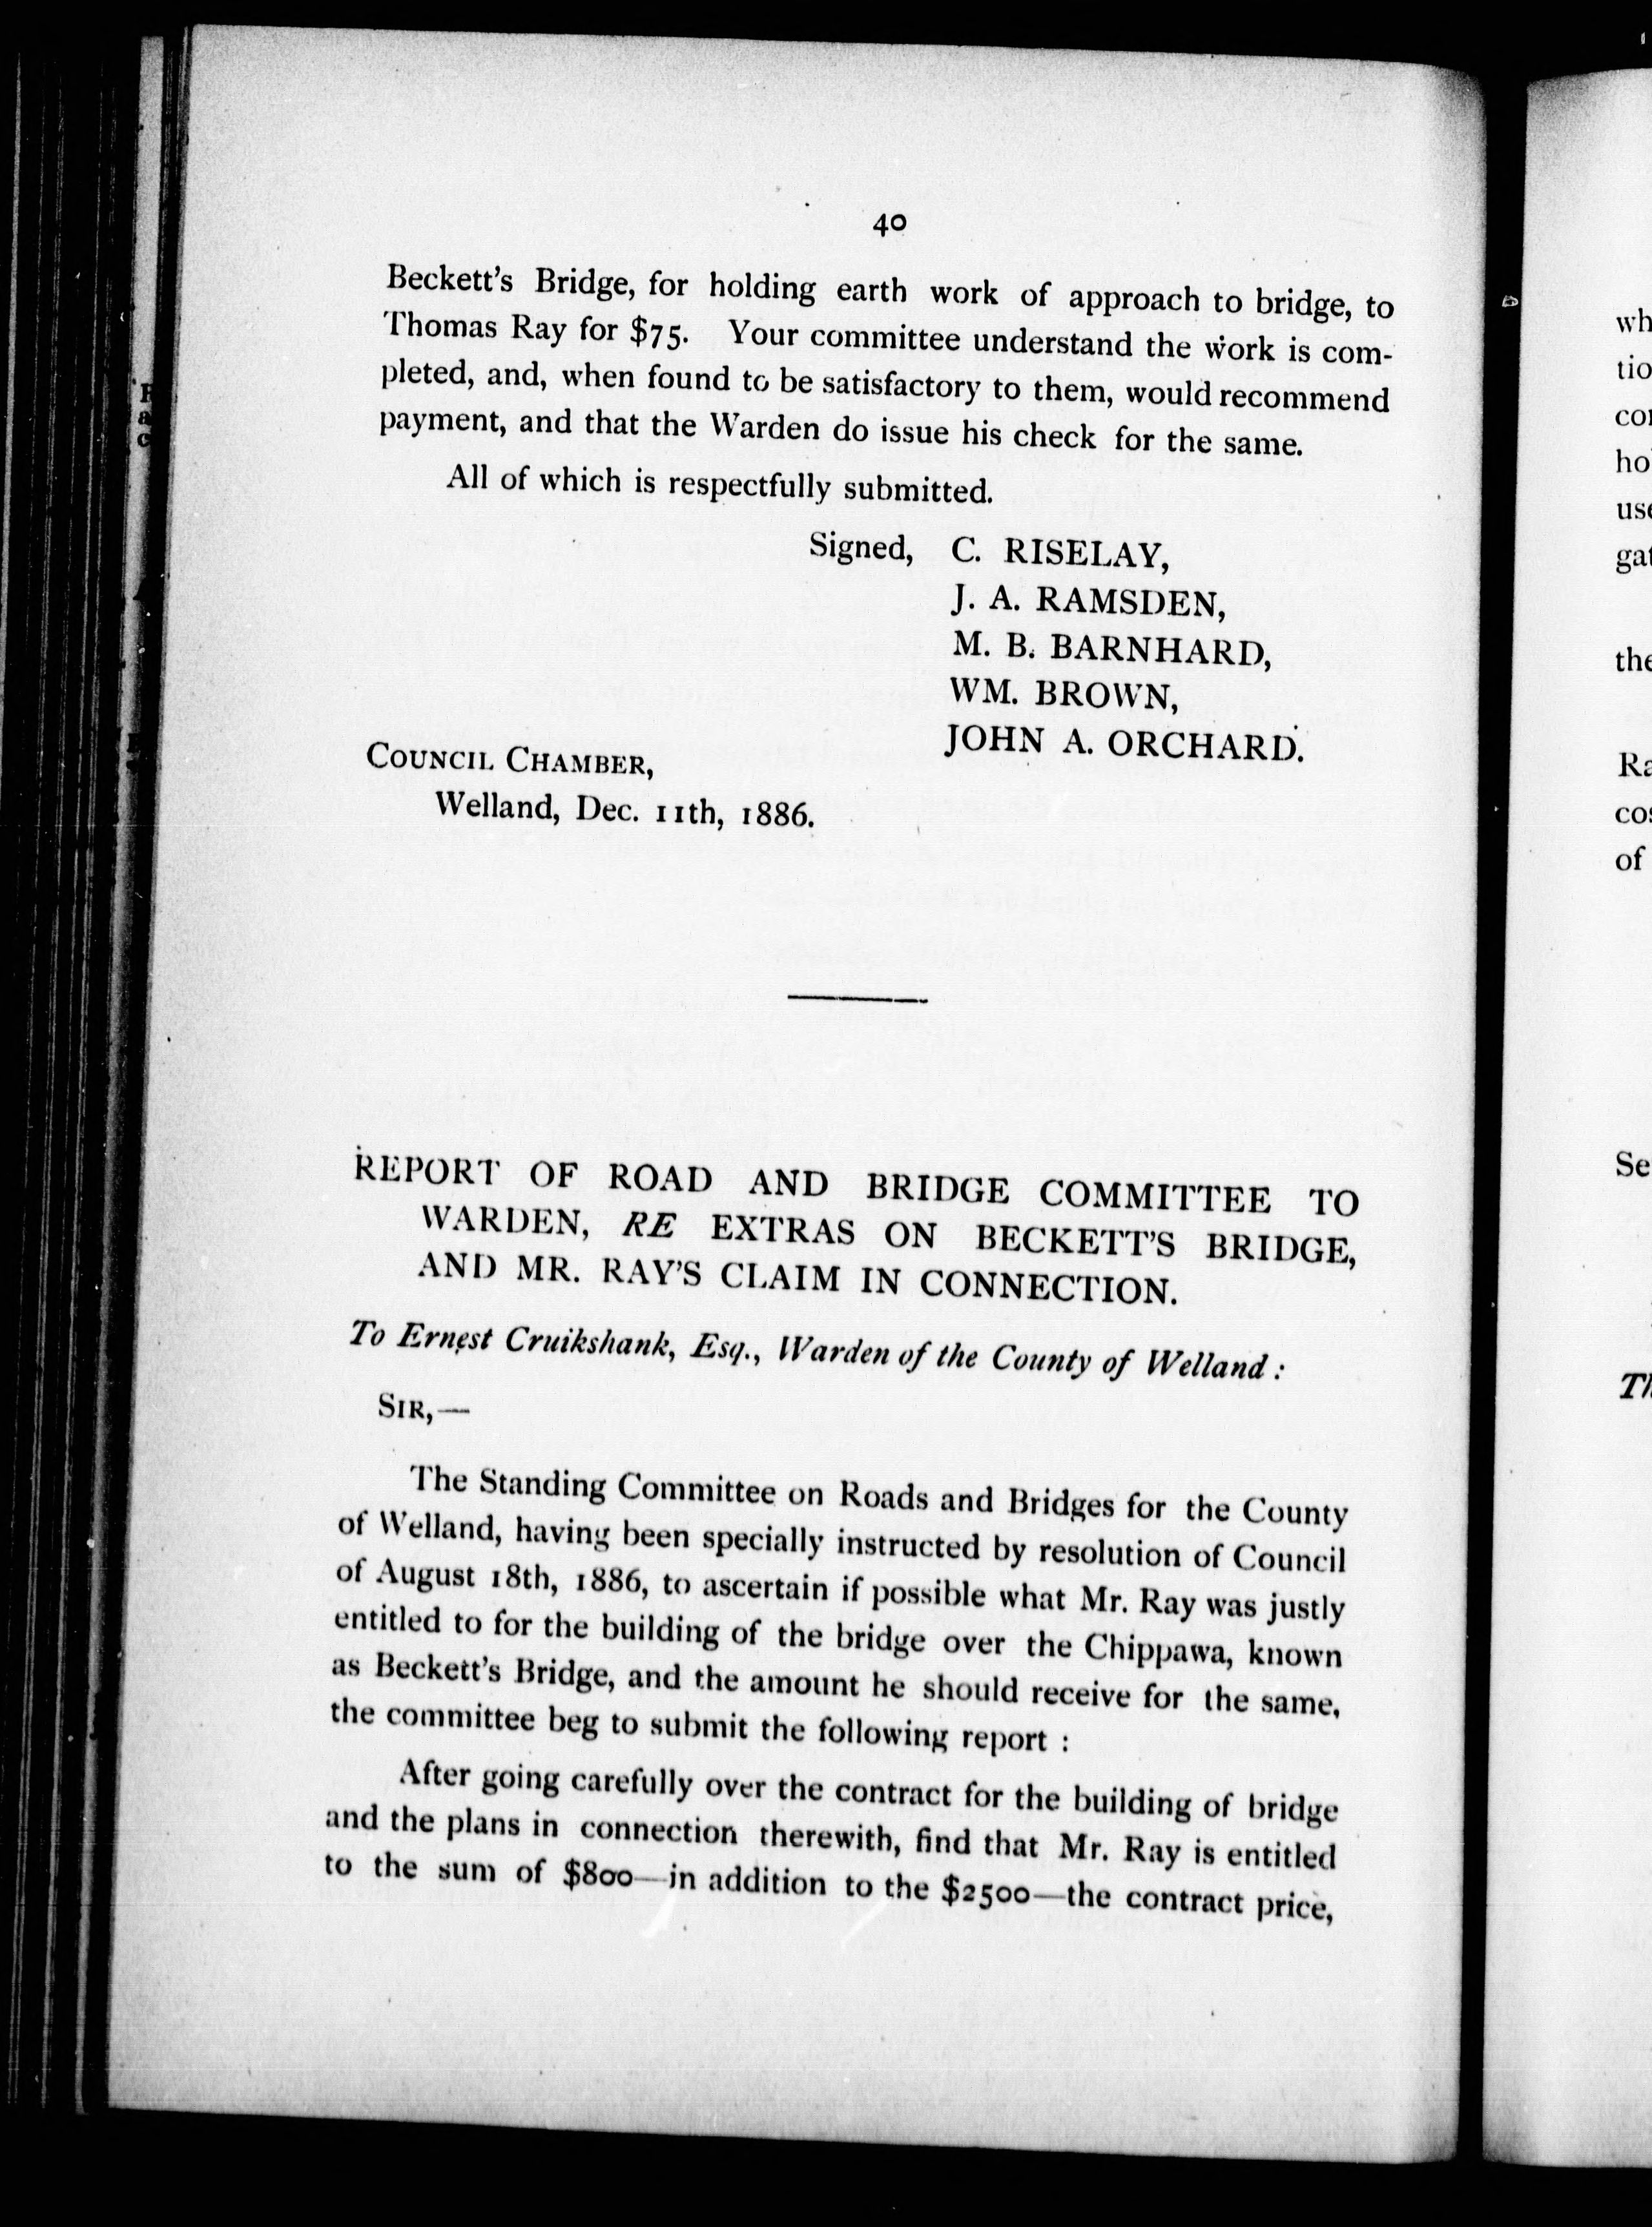 40
Beckett's Bridge, for holding earth work of approach to bridge, to
Thomas Ray for $75. Your committee understand the work is com-
pleted, and, when found to be satisfactory to them, would recommend
payment, and that the Warden do issue his check for the same.
All of which is respectfully submitted.
Signed, C. RISELAY,
J. A. RAMSDEN,
M. B. BARNHARD,
WM. BROWN,
JOHN A. ORCHARD.
COUNCIL CHAMBER,
Welland, Dec. 11th, 1886.
REPORT OF ROAD AND BRIDGE COMMITTEE TO
WARDEN, RE EXTRAS ON BECKETT'S BRIDGE,
AND MR. RAY'S CLAIM IN CONNECTION.
To Ernest Cruikshank, Esq., Warden of the County of Welland :
SIR,—
The Standing Committee on Roads and Bridges for the County
of Welland, having been specially instructed by resolution of Council
of August 18th, 1886, to ascertain if possible what Mr. Ray was justly
entitled to for the building of the bridge over the Chippawa, known
as Beckett's Bridge, and the amount he should receive for the same,
the committee beg to submit the following report :
After going carefully over the contract for the building of bridge
and the plans in connection therewith, find that Mr. Ray is entitled
to the sum of $800—in addition to the $2500—the contract price,